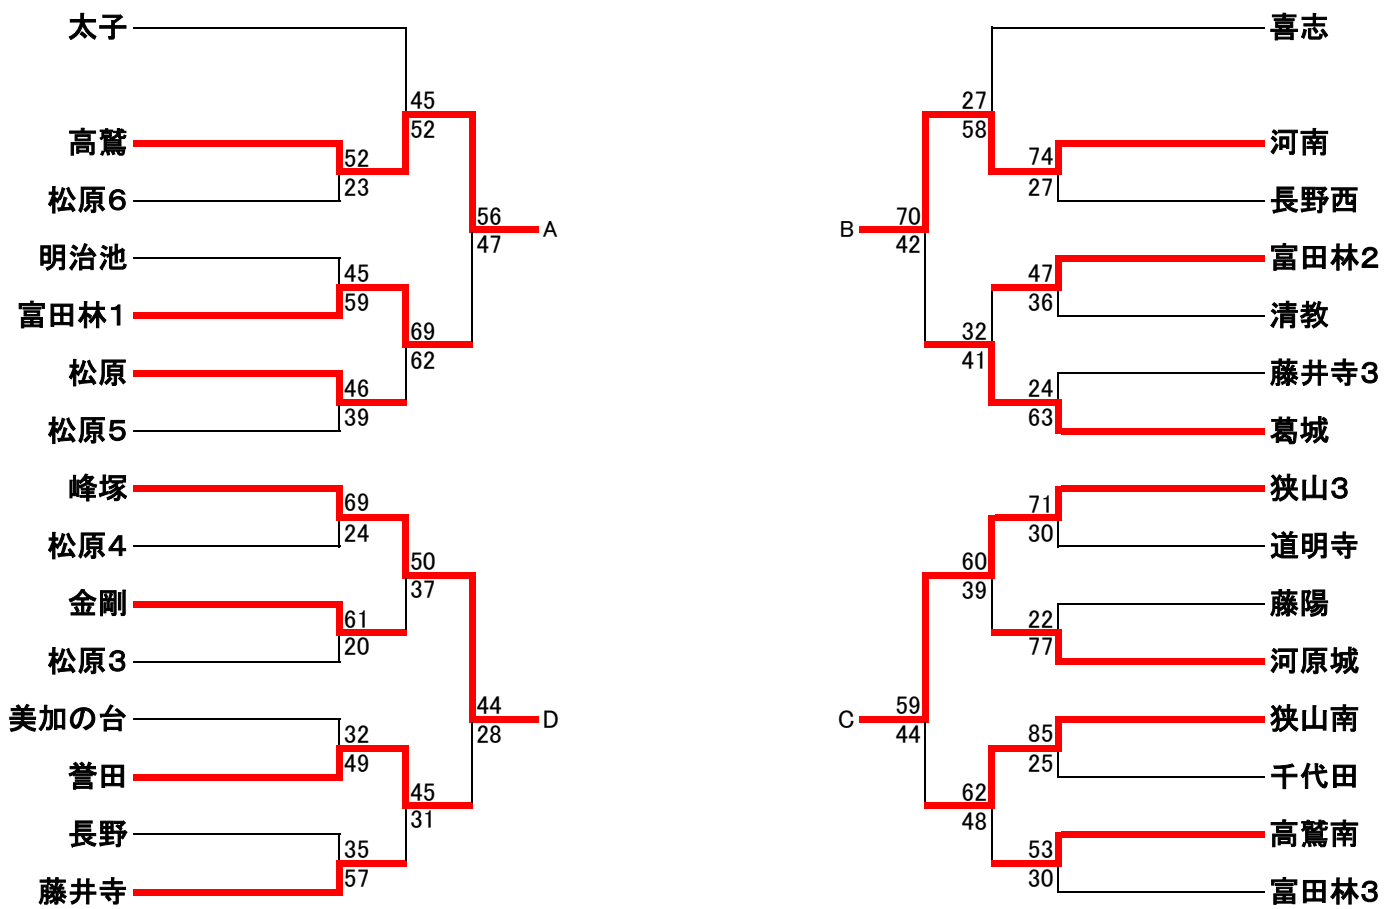 太子
45
52
高鷲
52
23
松原6
56
47
A
明治池
45
59
富田林1
69
62
松原
46
39
松原5
峰塚
69
24
松原4
50
37
金剛
61
20
松原3
44
28
D
美加の台
32
49
誉田
45
31
長野
35
57
藤井寺
喜志
27
58
河南
74
27
長野西
B
70
42
富田林2
47
36
清教
32
41
藤井寺3
24
63
葛城
狭山3
71
30
道明寺
60
39
藤陽
22
77
河原城
C
59
44
狭山南
85
25
千代田
62
48
高鷲南
53
30
富田林3